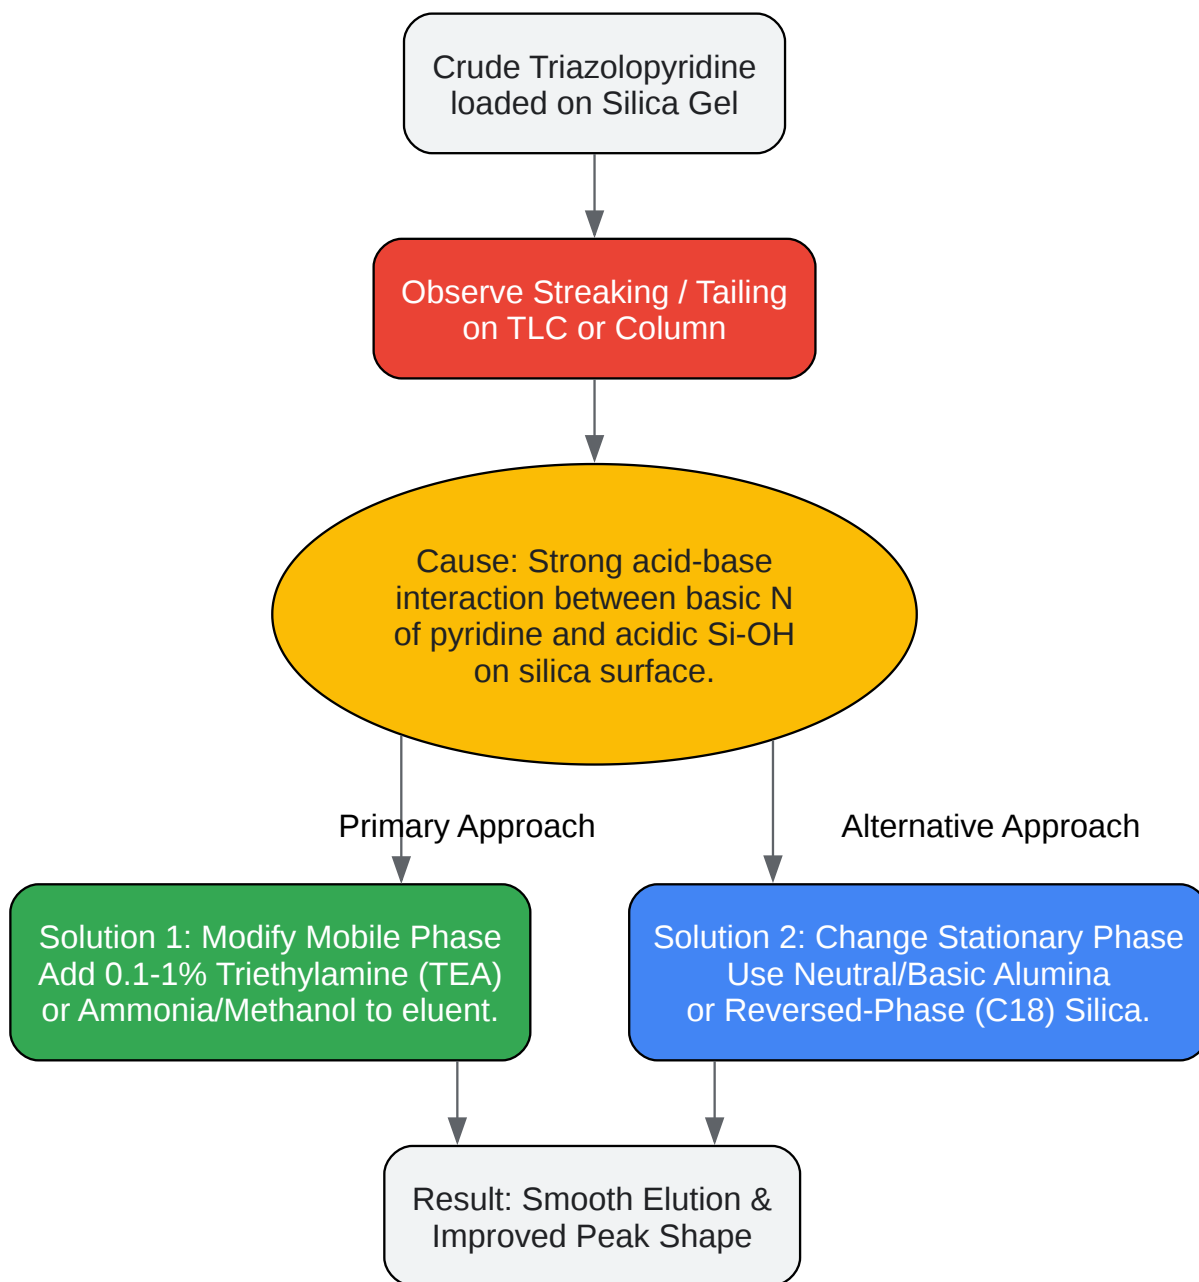 Crude Triazolopyridine
loaded on Silica Gel
Observe Streaking / Tailing
on TLC or Column
Cause: Strong acid-base
interaction between basic N
of pyridine and acidic Si-OH
on silica surface.
Primary Approach
Alternative Approach
Solution 1: Modify Mobile Phase
Add 0.1-1% Triethylamine (TEA)
or Ammonia/Methanol to eluent.
Solution 2: Change Stationary Phase
Use Neutral/Basic Alumina
or Reversed-Phase (C18) Silica.
Result: Smooth Elution &
Improved Peak Shape